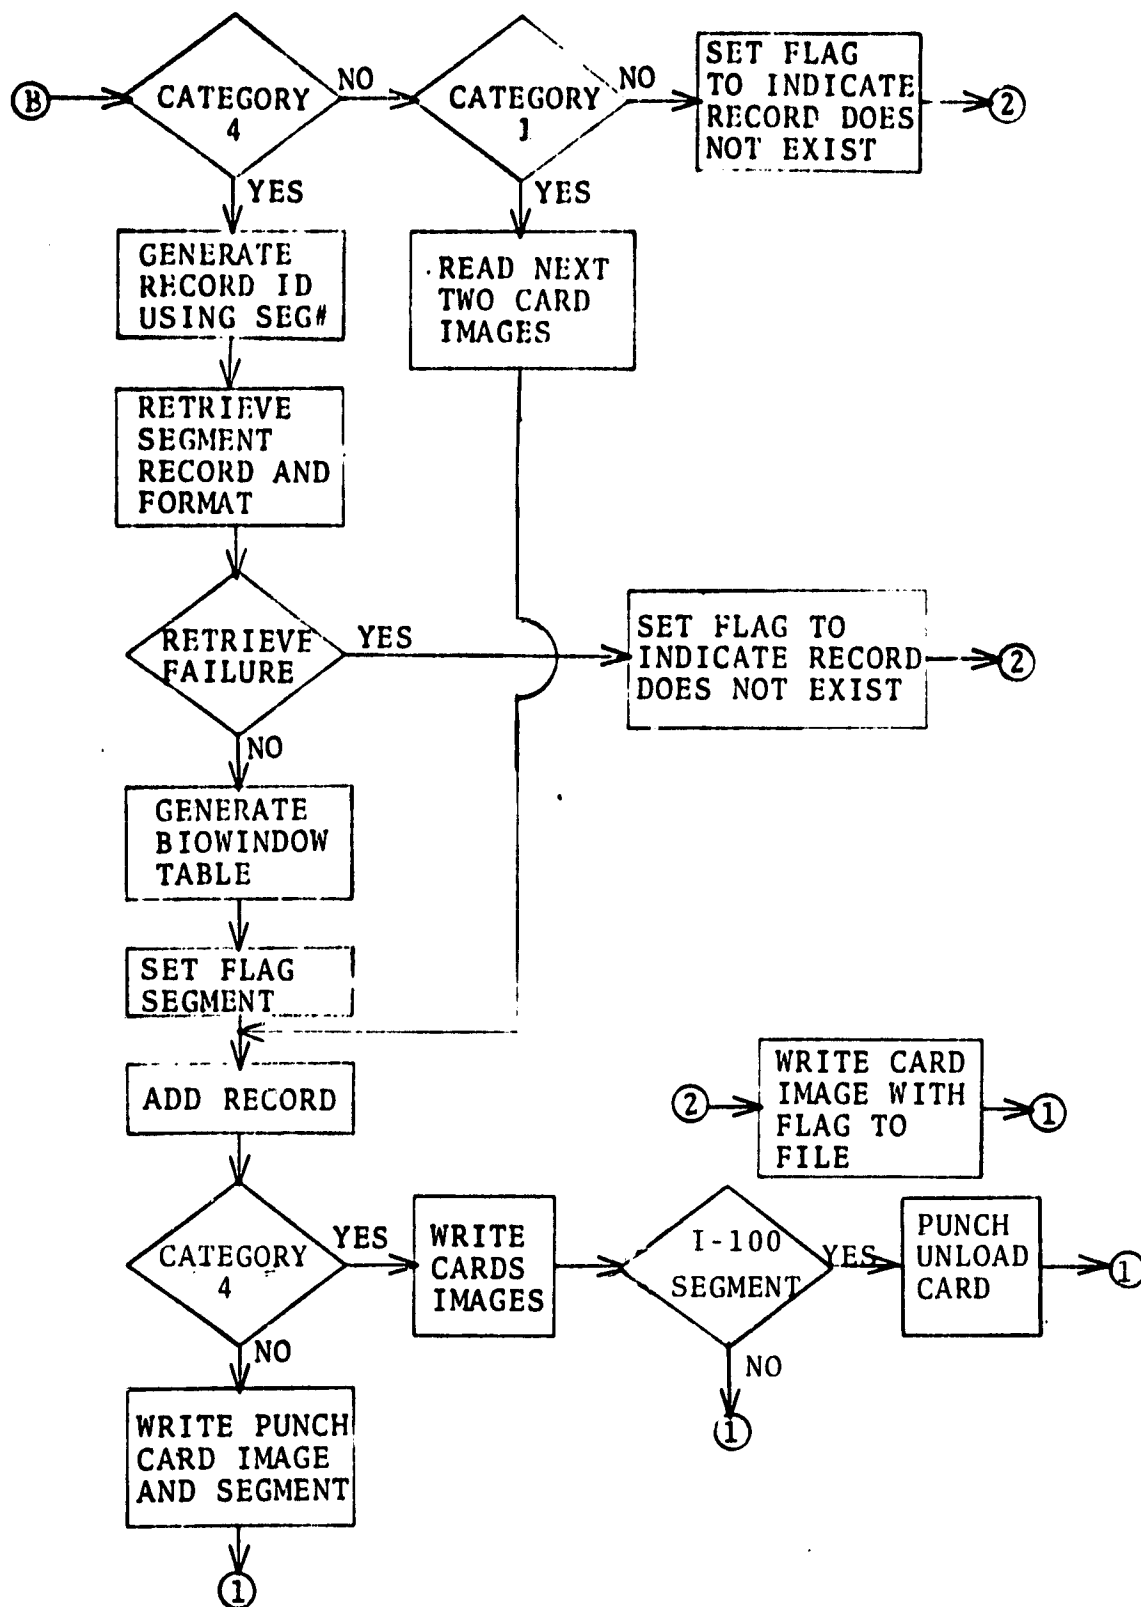 B
CATEGORY
4
NO
CATEGORY
1
NO
SET FLAG
TO INDICATE
RECORD DOES
NOT EXIST
2
YES
YES
GENERATE
RECORD ID
USING SEG#
READ NEXT
TWO CARD
IMAGES
RETRIEVE
SEGMENT
RECORD AND
FORMAT
RETRIEVE
FAILURE
YES
SET FLAG TO
INDICATE RECORD
DOES NOT EXIST
2
NO
GENERATE
BIOWINDOW
TABLE
SET FLAG
SEGMENT
ADD RECORD
2
WRITE CARD
IMAGE WITH
FLAG TO
FILE
1
CATEGORY
4
YES
WRITE
CARDS
IMAGES
I-100
SEGMENT
YES
PUNCH
UNLOAD
CARD
1
NO
1
NO
WRITE PUNCH
CARD IMAGE
AND SEGMENT
1